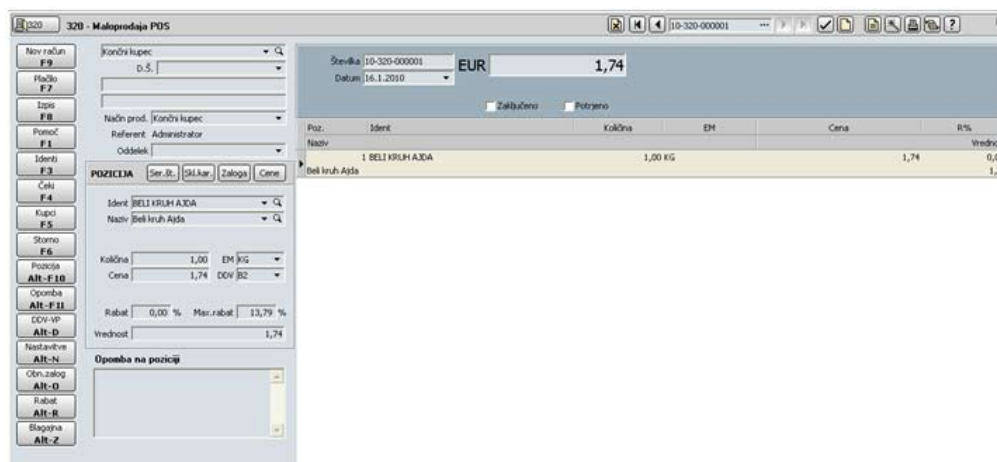 320 320 - Maloprodaja POS 10-320-000001 ... ?
Nov račun
F9
Plačilo
F7
Izpis
F8
Pomoč
F1
Identi
F3
Čeki
F4
Kupci
F5
Storno
F6
Pozicija
Alt-F10
Opomba
Alt-F11
DDV-VP
Alt-D
Nastavitve
Alt-N
Obn.zalog
Alt-O
Rabat
Alt-R
Blagajna
Alt-Z
Končni kupec
D.Š.
Način prod. Končni kupec
Referent Administrator
Oddelek
POZICIJA Ser.št. Skl.kar. Zaloga Cene
Ident BELI KRUH AJDA
Naziv Beli kruh Ajda
Količina 1,00 EM KG
Cena 1,74 DDV B2
Rabat 0,00 % Max.rabat 13,79 %
Vrednost 1,74
Opomba na poziciji
Številka 10-320-000001 EUR 1,74
Datum 16.1.2010
Zaključeno Potrjeno
Poz. Ident Količina EM Cena R%
Naziv Vredno
1 BELI KRUH AJDA 1,00 KG 1,74 0,0
Beli kruh Ajda 1,